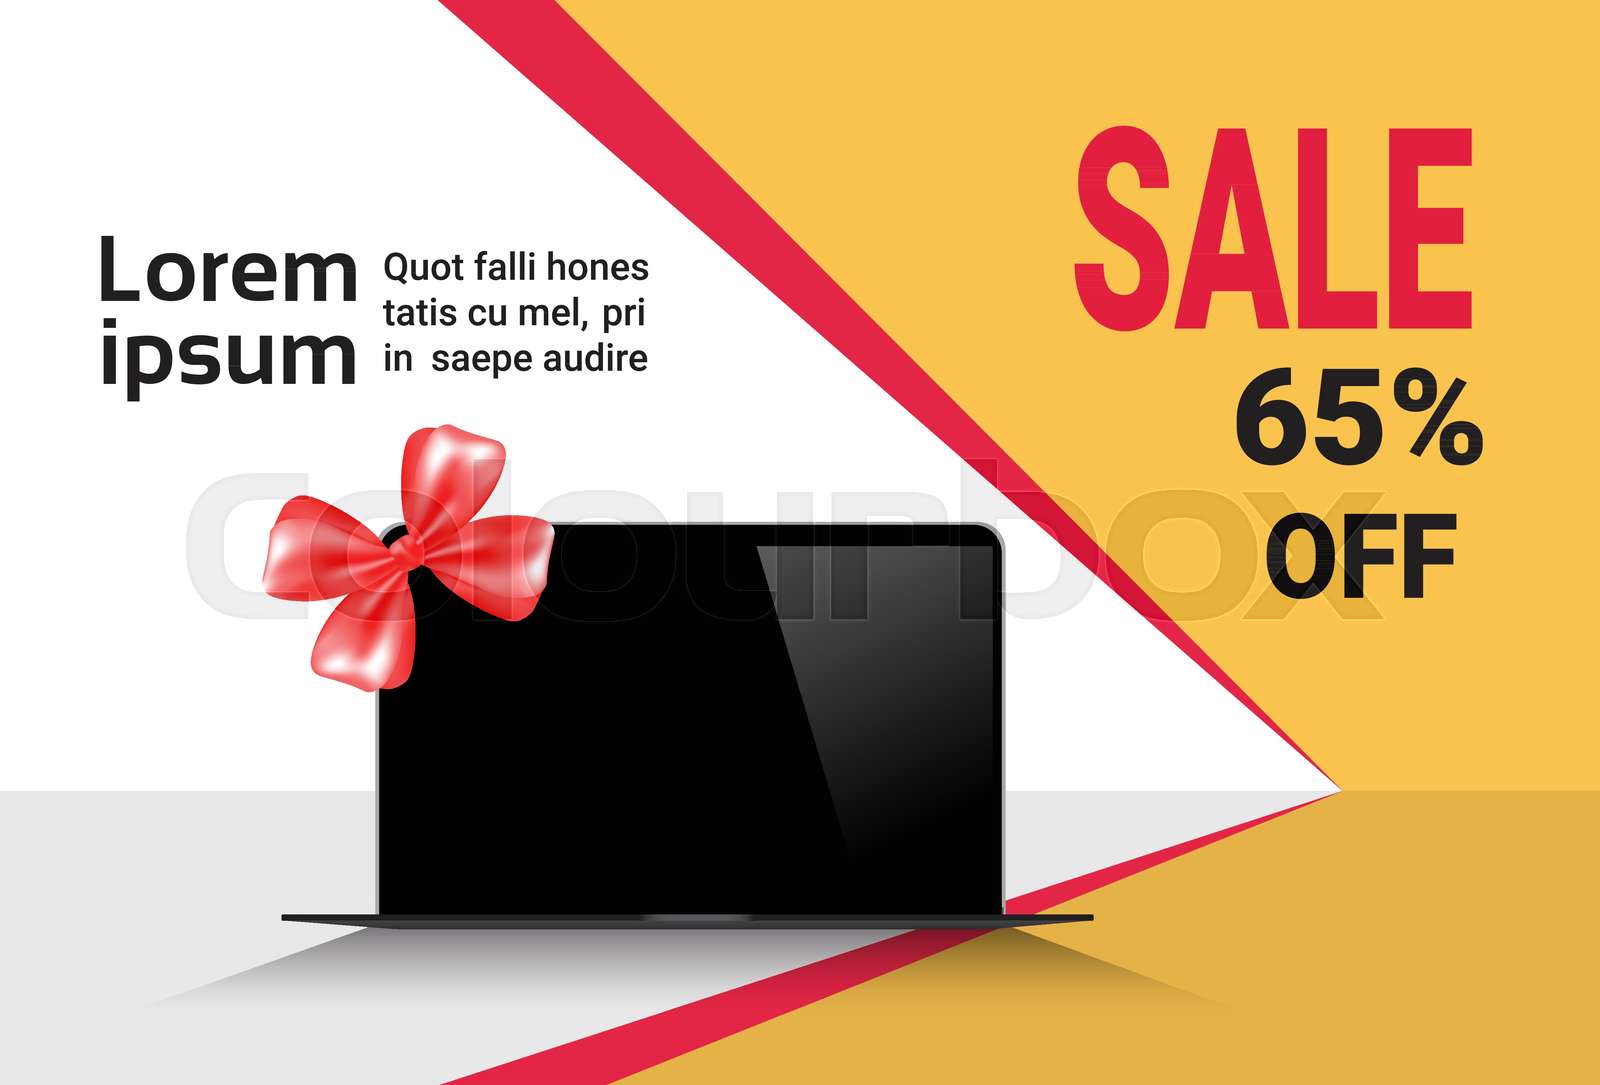 Lorem
ipsum
Quot falli hones
tatis cu mel, pri
in saepe audire
SALE
65%
OFF
colourbox